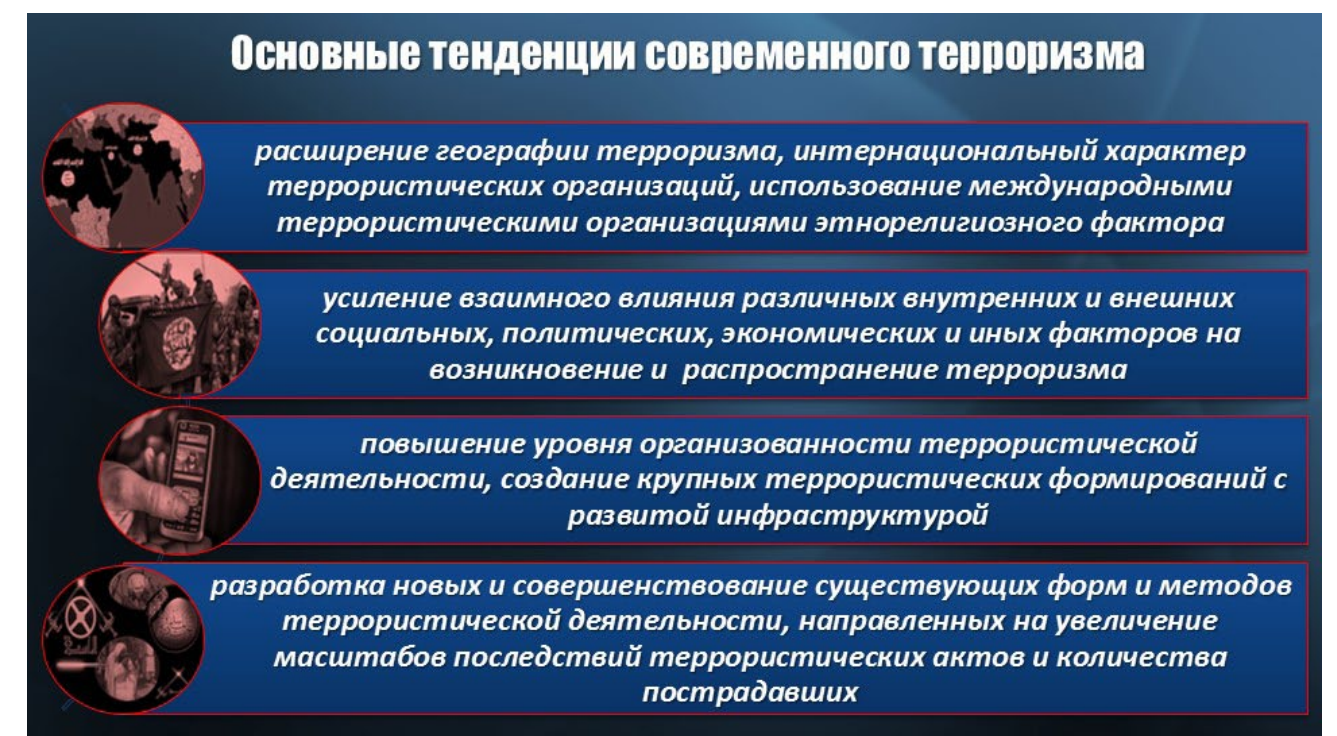 Основные тенденции современного терроризма
расширение географии терроризма, интернациональный характер
террористических организаций, использование международными
террористическими организациями этнорелигиозного фактора
усиление взаимного влияния различных внутренних и внешних
социальных, политических, экономических и иных факторов на
возникновение и распространение терроризма
повышение уровня организованности террористической
деятельности, создание крупных террористических формирований с
развитой инфраструктурой
разработка новых и совершенствование существующих форм и методов
террористической деятельности, направленных на увеличение
масштабов последствий террористических актов и количества
пострадавших